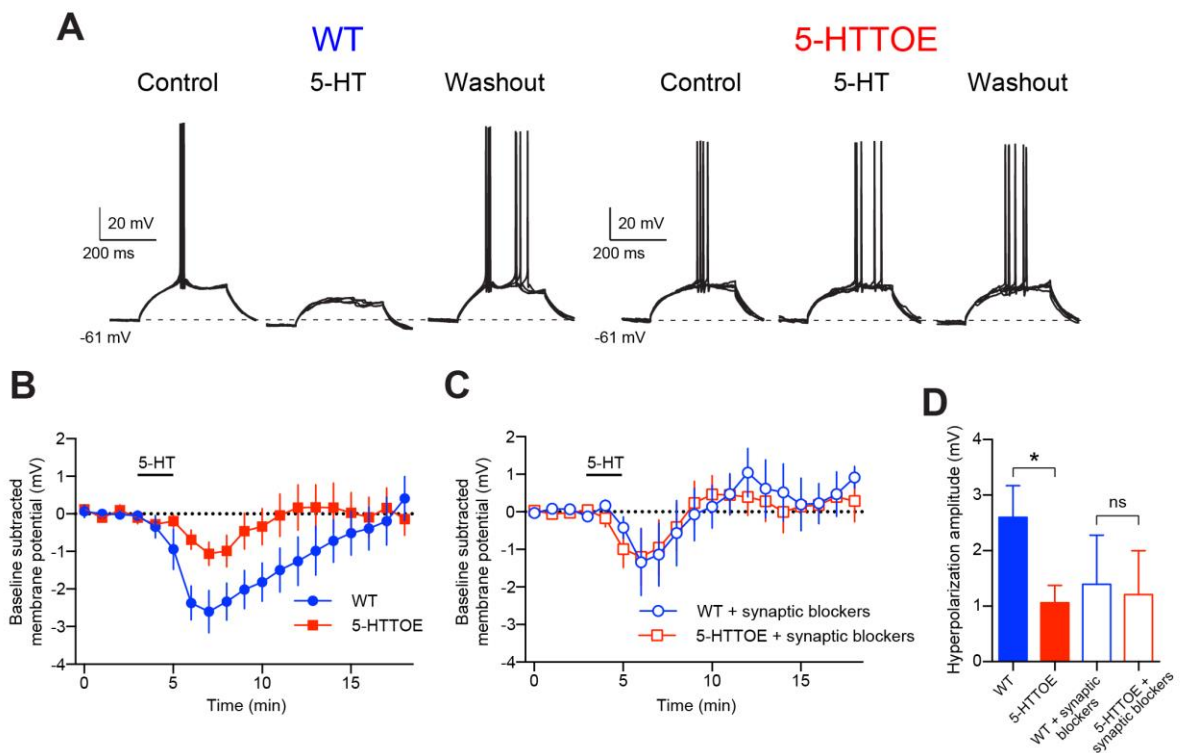 A
WT
5-HTTOE
Control
5-HT
Washout
Control
5-HT
Washout
20 mV
200 ms
-61 mV
20 mV
200 ms
B
Baseline subtracted
membrane potential (mV)
2
1
0
-1
-2
-3
-4
5-HT
WT
5-HTTOE
0
5
10
15
Time (min)
C
Baseline subtracted
membrane potential (mV)
2
1
0
-1
-2
-3
-4
5-HT
WT + synaptic blockers
5-HTTOE + synaptic blockers
0
5
10
15
Time (min)
D
Hyperpolarization amplitude (mV)
4
3
2
1
0
*
ns
WT
5-HTTOE
WT + synaptic
blockers
5-HTTOE +
synaptic blockers